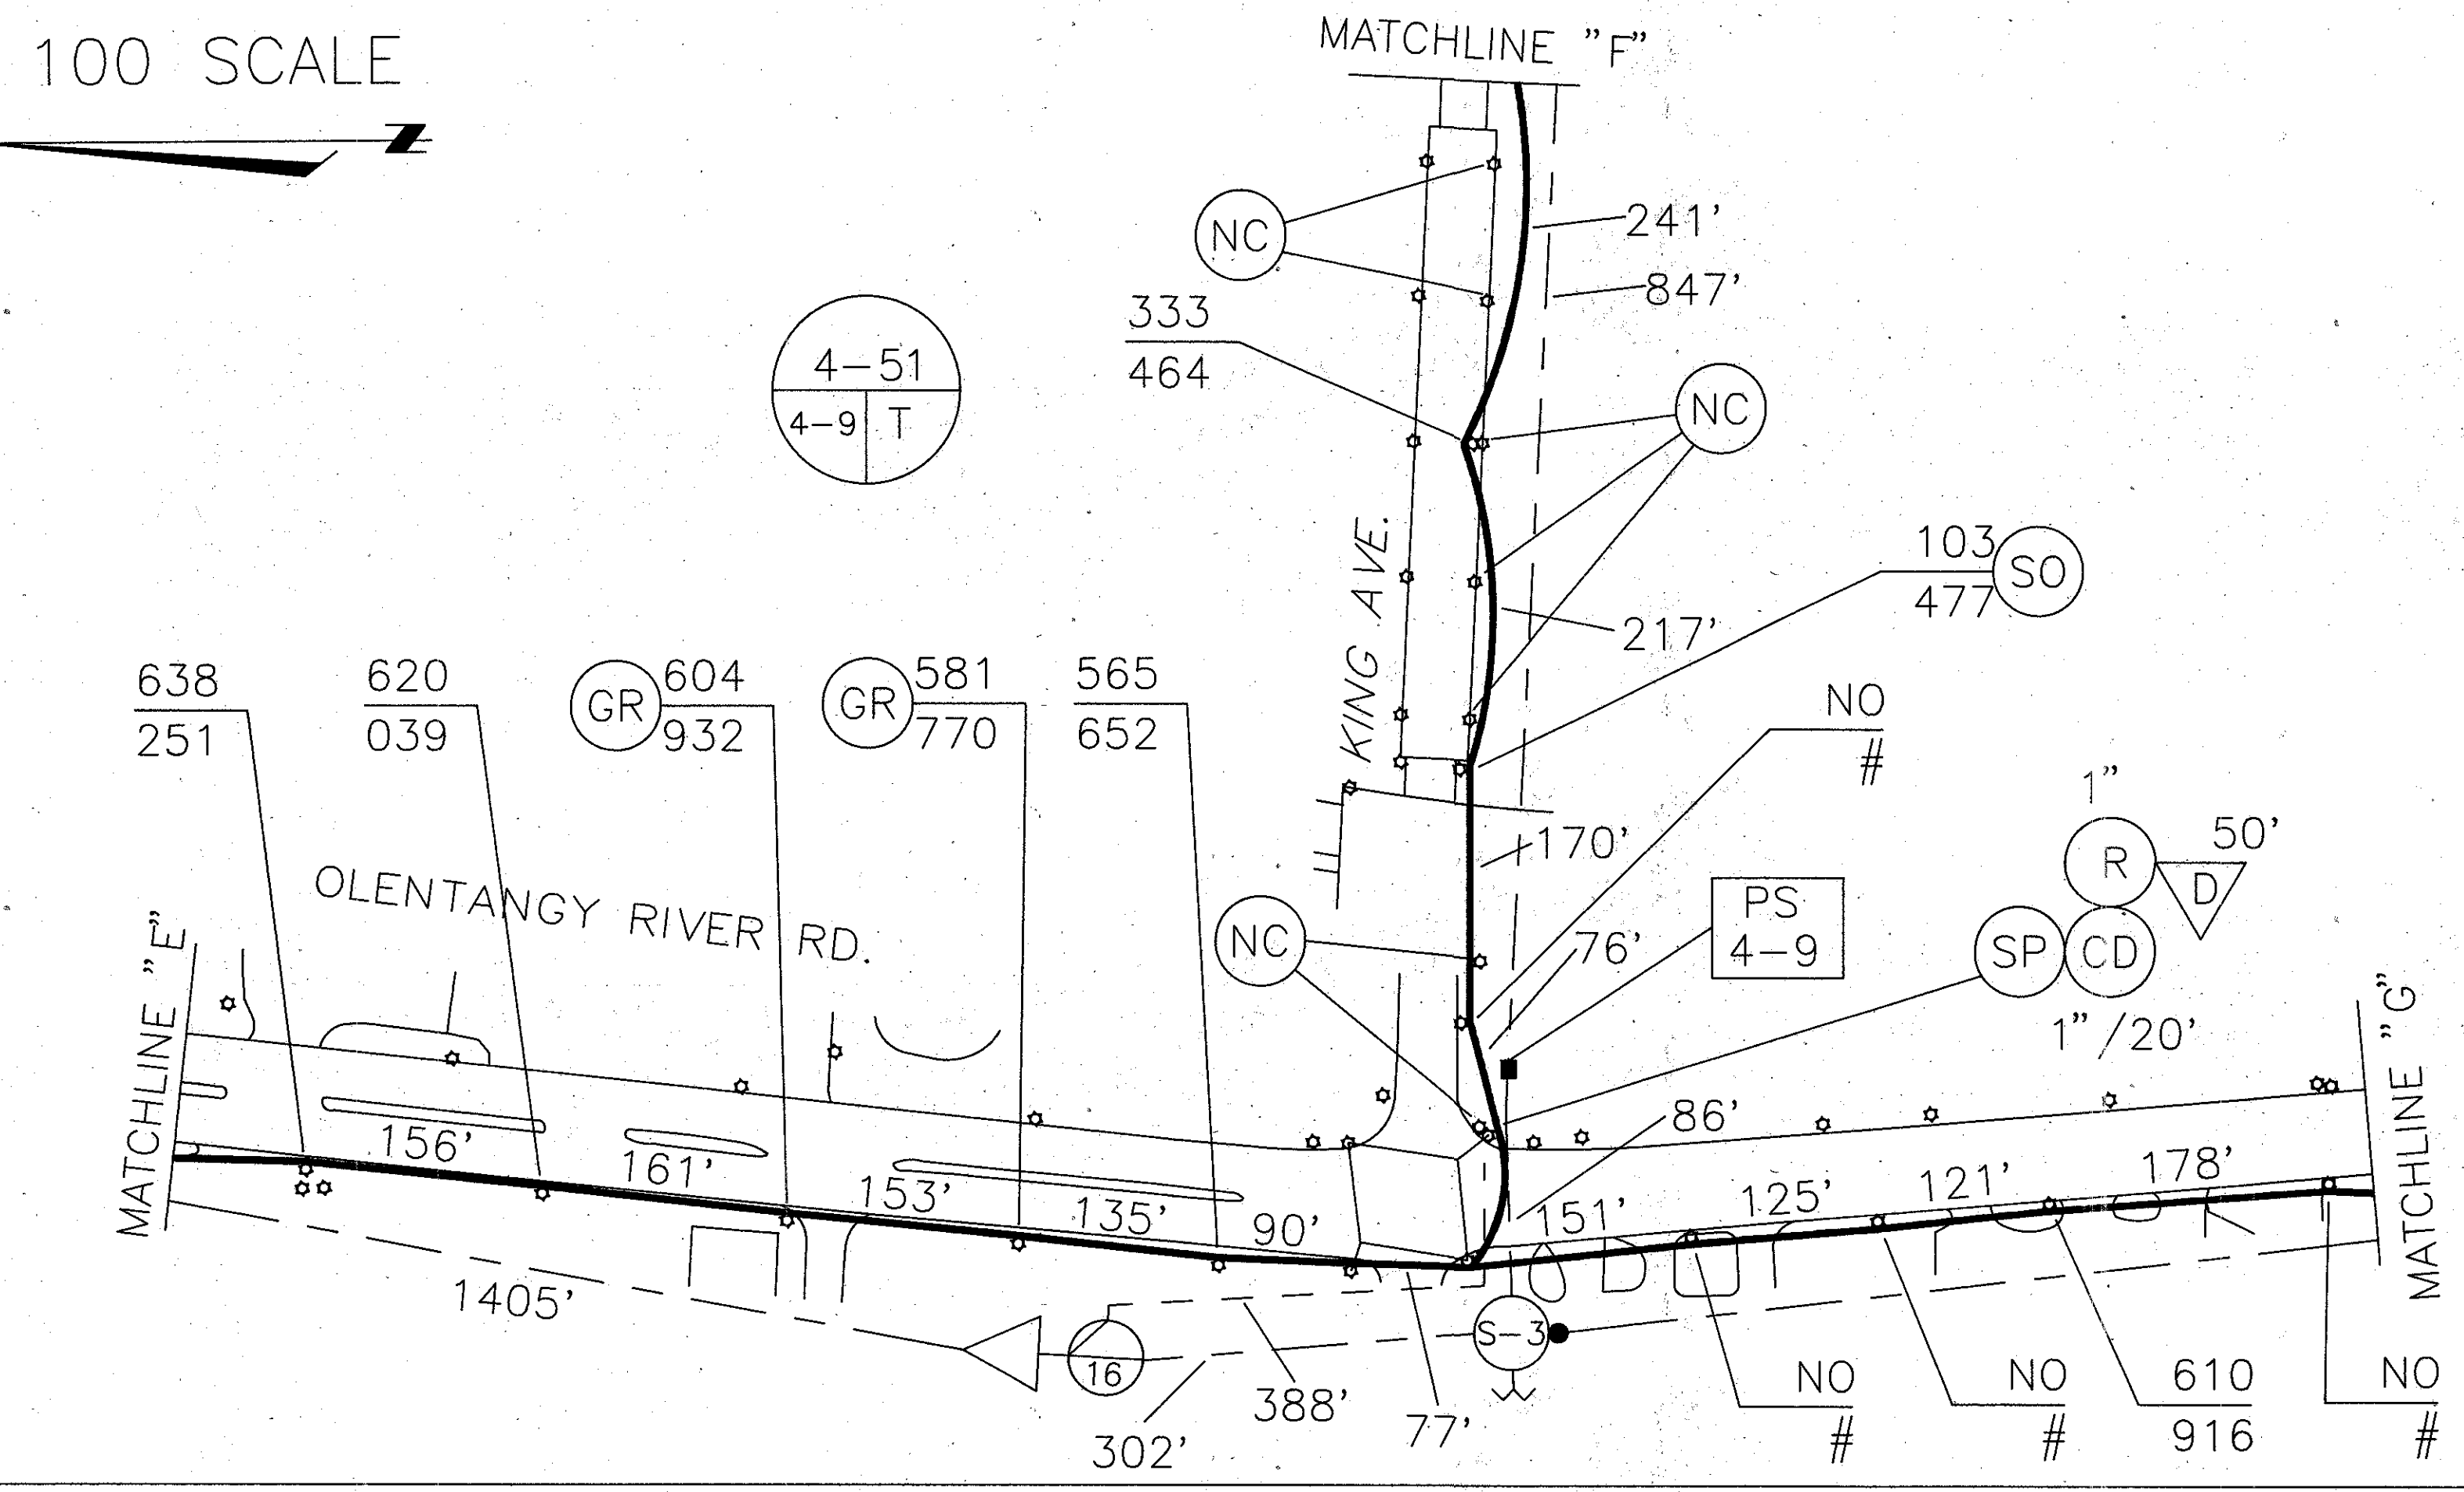 100 SCALE
MATCHLINE "F"
N
NC
241'
847'
333
464
4-51
4-9 T
NC
KING AVE.
103
477
SO
217'
638
251
620
039
GR
604
932
GR
581
770
565
652
NO
#
1"
R
50'
D
170'
OLENTANGY RIVER RD.
NC
76'
PS
4-9
SP
CD
1"/20'
MATCHLINE "E"
MATCHLINE "G"
86'
156'
161'
153'
135'
90'
151'
125'
121'
178'
1405'
16
S-3
388'
302'
77'
NO
#
NO
#
610
916
NO
#